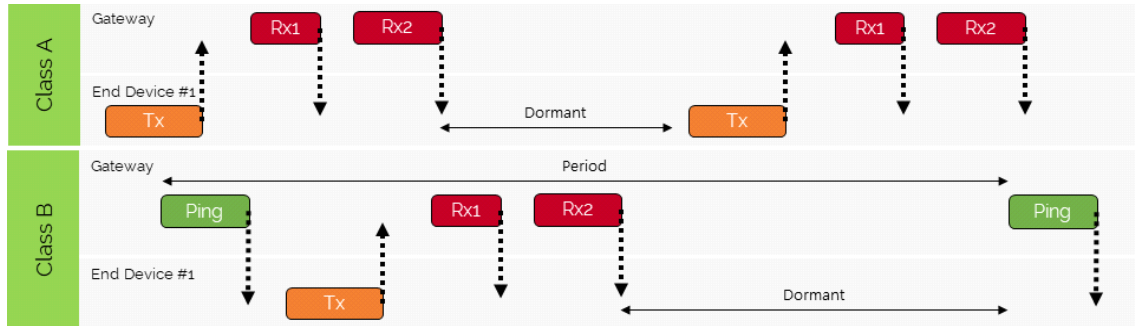 Class A
Gateway
Rx1 Rx2 Rx1 Rx2
End Device #1
Tx Dormant Tx
Class B
Gateway
Period
Ping Rx1 Rx2 Ping
End Device #1
Tx Dormant